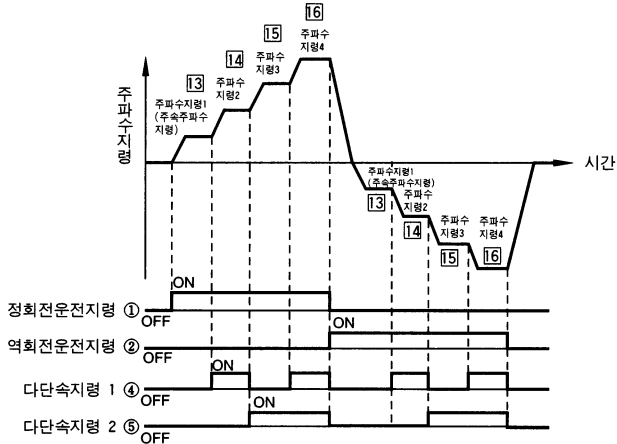 16
15
주파수
지령4
14
주파수
지령3
13
주파수
지령2
주파수지령1
(주속주파수
지령)
주파수지령
시간
주파수지령1
(주속주파수지령)
13
주파수
지령2
14
주파수
지령3
15
주파수
지령4
16
ON
정회전운전지령 ①
OFF
ON
역회전운전지령 ②
OFF
ON
다단속지령 1 ④
OFF
ON
다단속지령 2 ⑤
OFF